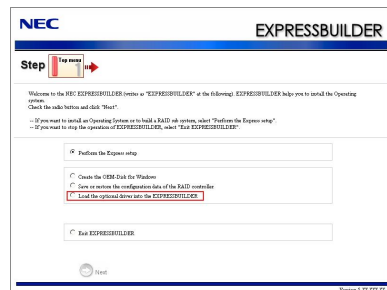 NEC
EXPRESSBUILDER
Step
Top menu
1
Welcome to the NEC EXPRESSBUILDER (writes as "EXPRESSBUILDER" at the following). EXPRESSBUILDER helps you to install the Operating
system.
Check the radio button and click "Next".
-- If you want to install an Operating System or to build a RAID sub system, select "Perform the Express setup".
-- If you want to stop the operation of EXPRESSBUILDER, select "Exit EXPRESSBUILDER".
Perform the Express setup
Create the OEM-Disk for Windows
Save or restore the configuration data of the RAID controller
Load the optional driver into the EXPRESSBUILDER
Exit EXPRESSBUILDER
Next